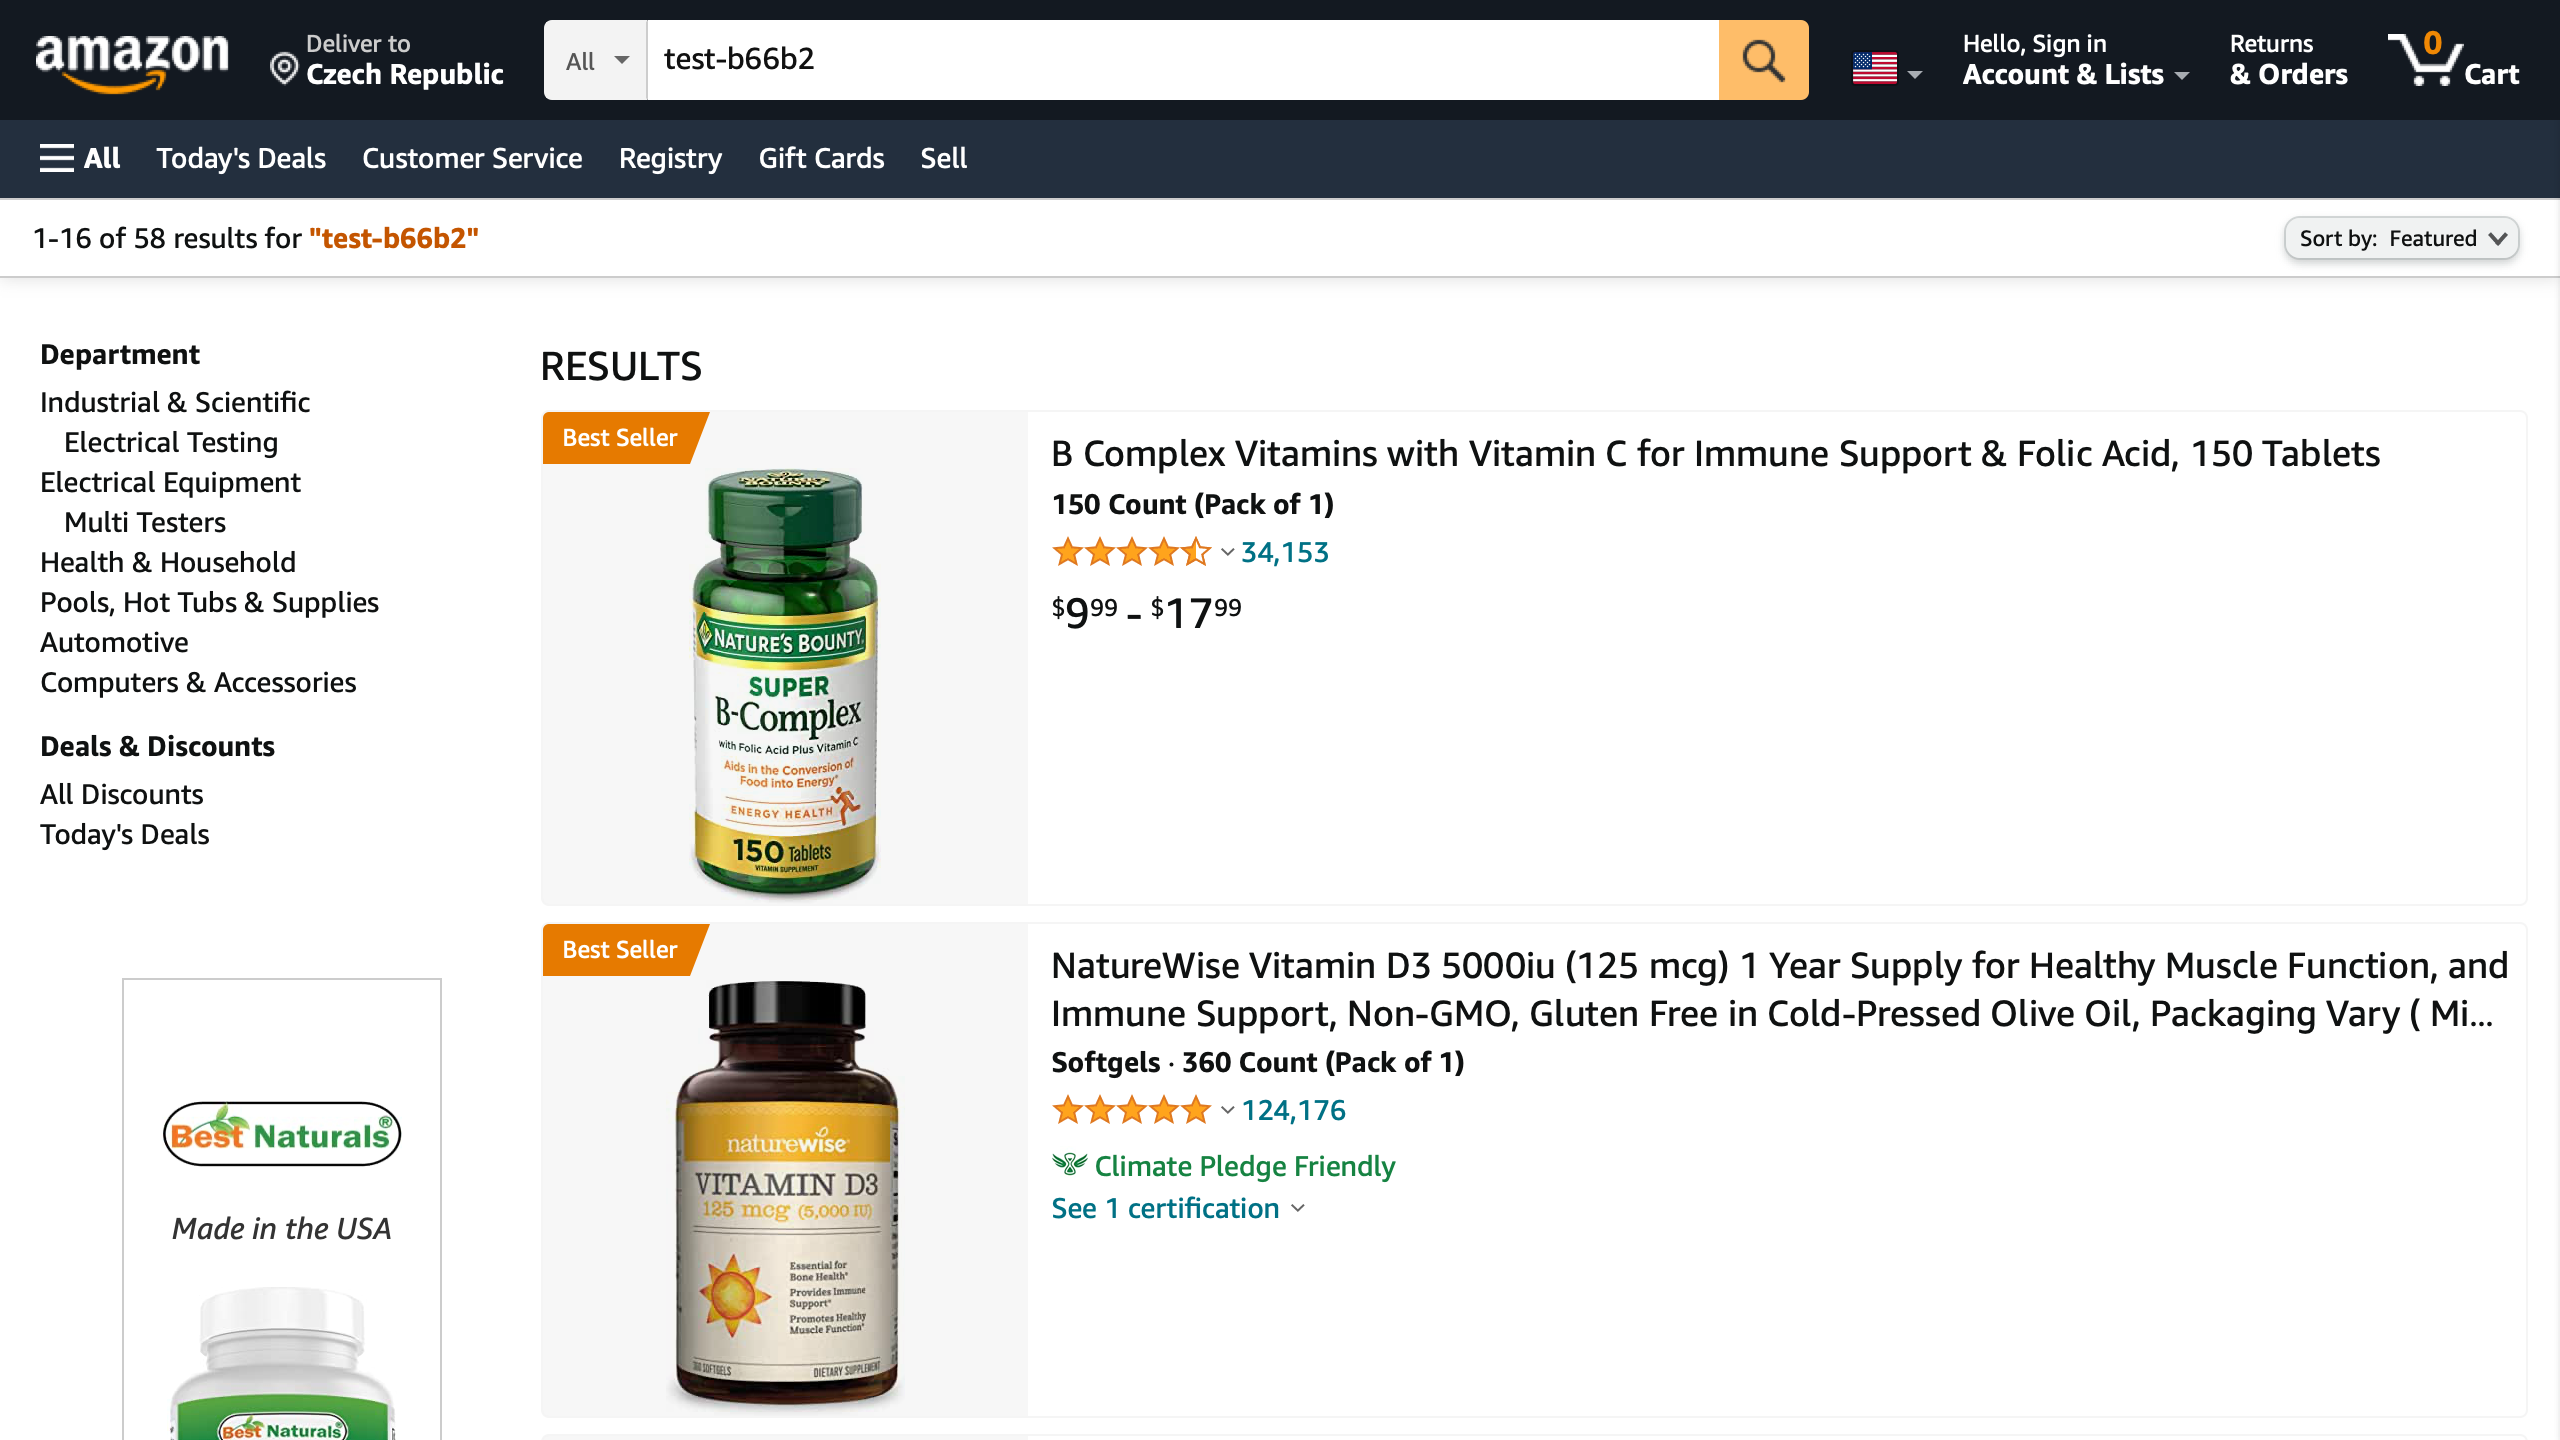 amazon
Deliver to
Czech Republic
All
test-b66b2
Hello, Sign in
Account & Lists
Returns
& Orders
0
Cart
All
Today's Deals
Customer Service
Registry
Gift Cards
Sell
1-16 of 58 results for "test-b66b2"
Sort by: Featured
Department
Industrial & Scientific
Electrical Testing
Electrical Equipment
Multi Testers
Health & Household
Pools, Hot Tubs & Supplies
Automotive
Computers & Accessories
Deals & Discounts
All Discounts
Today's Deals
Best Naturals®
Made in the USA
Best Naturals®
RESULTS
Best Seller
NATURE'S BOUNTY
SUPER
B-Complex
with Folic Acid Plus Vitamin C
Aids in the Conversion of
Food into Energy*
ENERGY HEALTH
150 Tablets
VITAMIN SUPPLEMENT
B Complex Vitamins with Vitamin C for Immune Support & Folic Acid, 150 Tablets
150 Count (Pack of 1)
34,153
$9.99 - $17.99
Best Seller
naturewise
VITAMIN D3
125 mcg (5,000 IU)
Essential for
Bone Health*
Provides Immune
Support*
Promotes Healthy
Muscle Function*
360 SOFTGELS
DIETARY SUPPLEMENT
NatureWise Vitamin D3 5000iu (125 mcg) 1 Year Supply for Healthy Muscle Function, and
Immune Support, Non-GMO, Gluten Free in Cold-Pressed Olive Oil, Packaging Vary ( Mi...
Softgels · 360 Count (Pack of 1)
124,176
Climate Pledge Friendly
See 1 certification